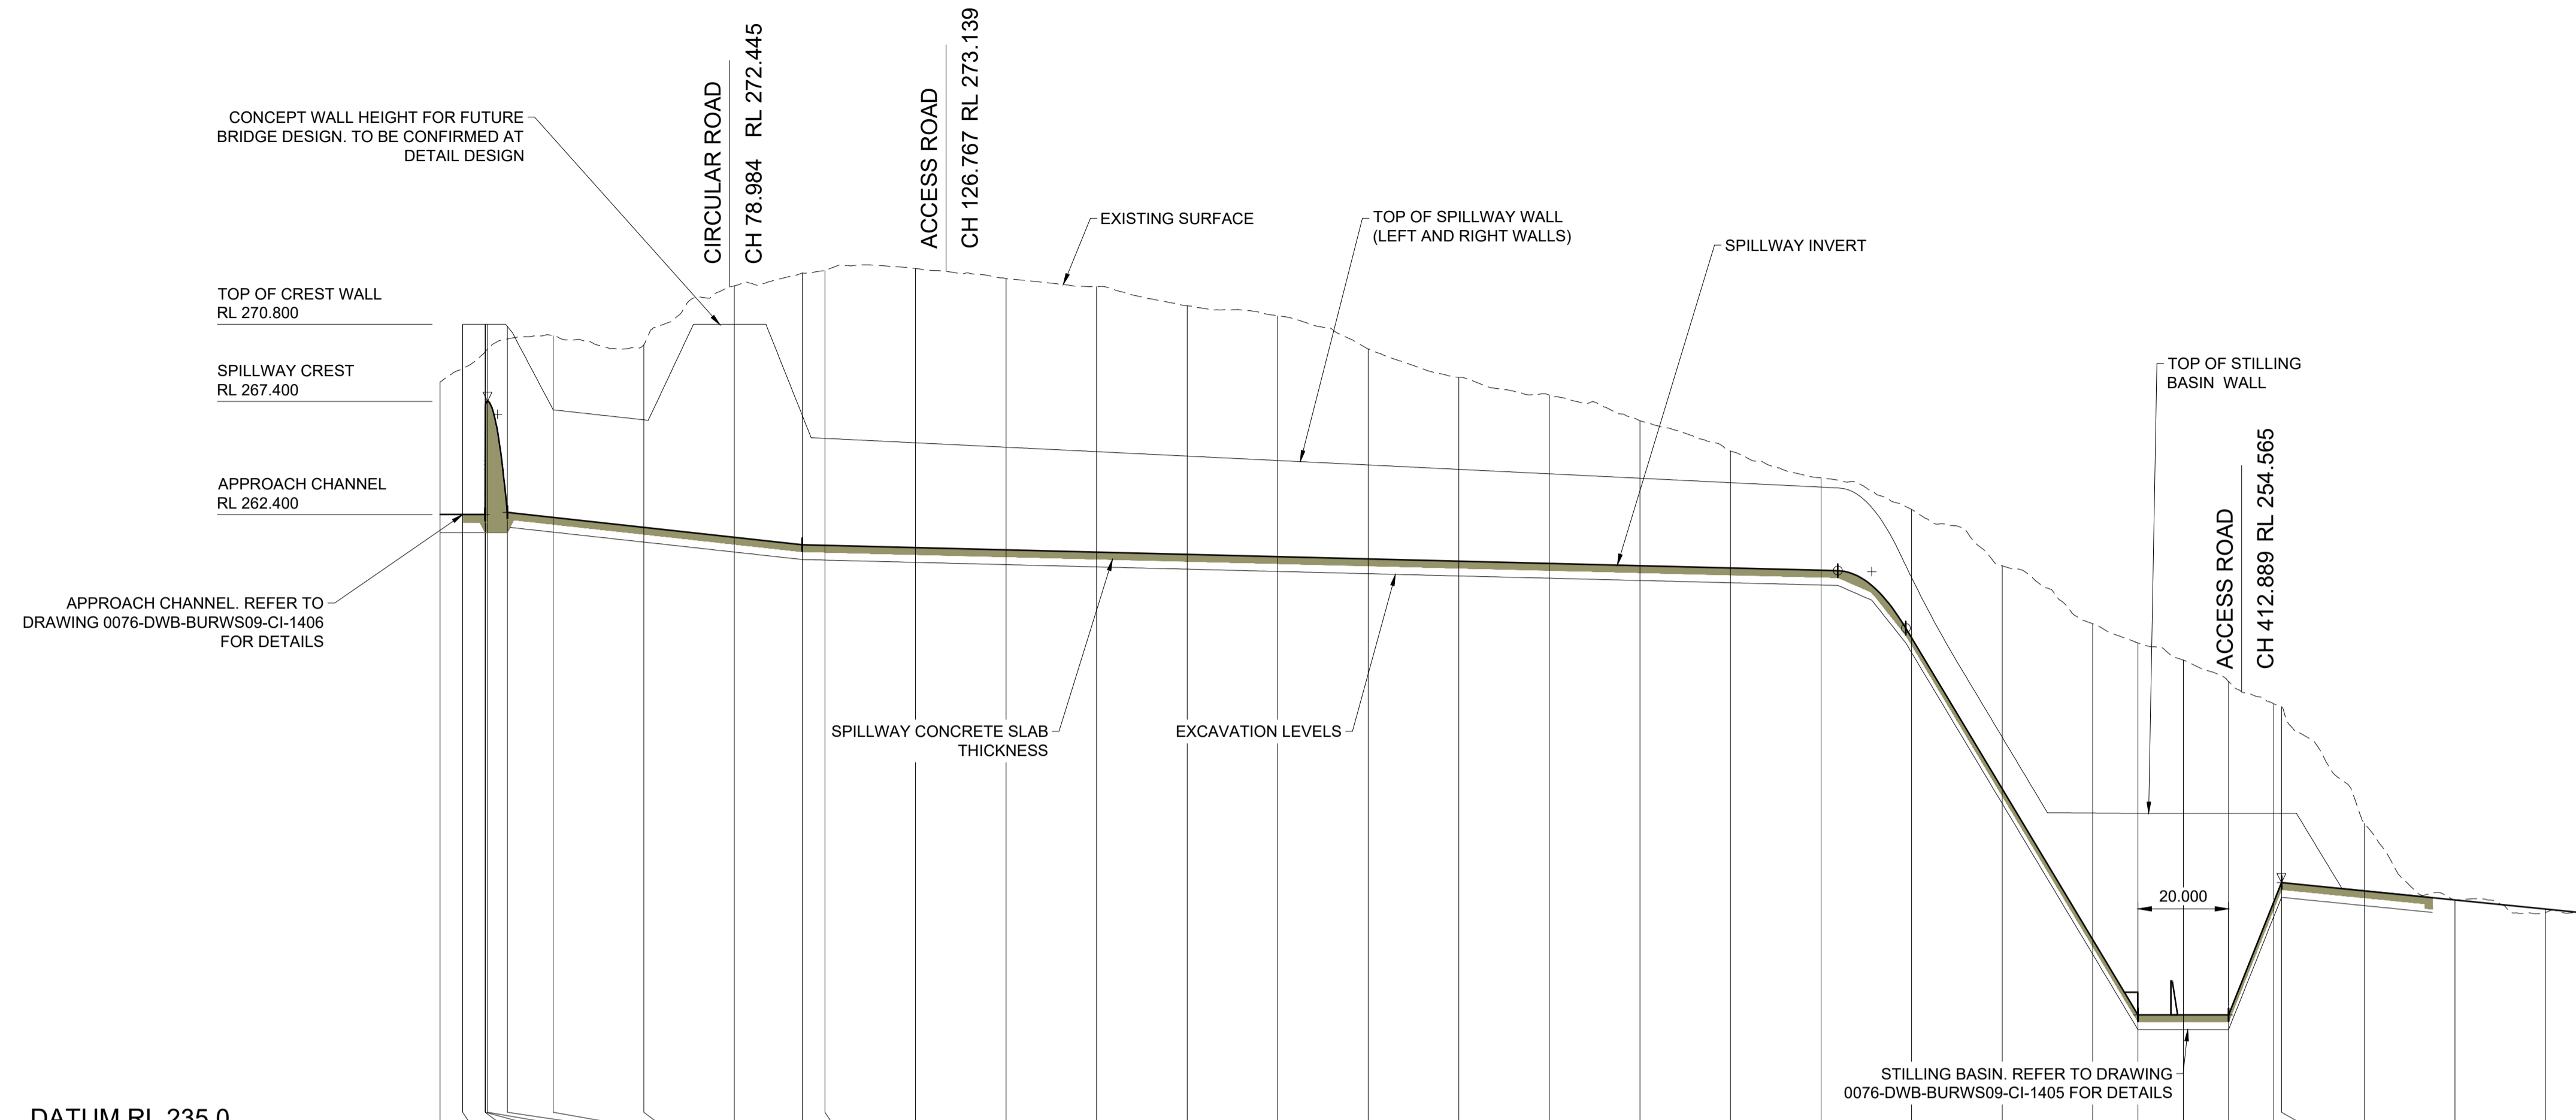 CIRCULAR ROAD
CH 78.984 RL 272.445
ACCESS ROAD
CH 126.767 RL 273.139
CONCEPT WALL HEIGHT FOR FUTURE
BRIDGE DESIGN. TO BE CONFIRMED AT
DETAIL DESIGN
EXISTING SURFACE
TOP OF SPILLWAY WALL
(LEFT AND RIGHT WALLS)
SPILLWAY INVERT
TOP OF CREST WALL
RL 270.800
SPILLWAY CREST
RL 267.400
TOP OF STILLING
BASIN WALL
APPROACH CHANNEL
RL 262.400
ACCESS ROAD
CH 412.889 RL 254.565
APPROACH CHANNEL. REFER TO
DRAWING 0076-DWB-BURWS09-CI-1406
FOR DETAILS
SPILLWAY CONCRETE SLAB
THICKNESS
EXCAVATION LEVELS
20.000
STILLING BASIN. REFER TO DRAWING
0076-DWB-BURWS09-CI-1405 FOR DETAILS
DATUM RL 235.0